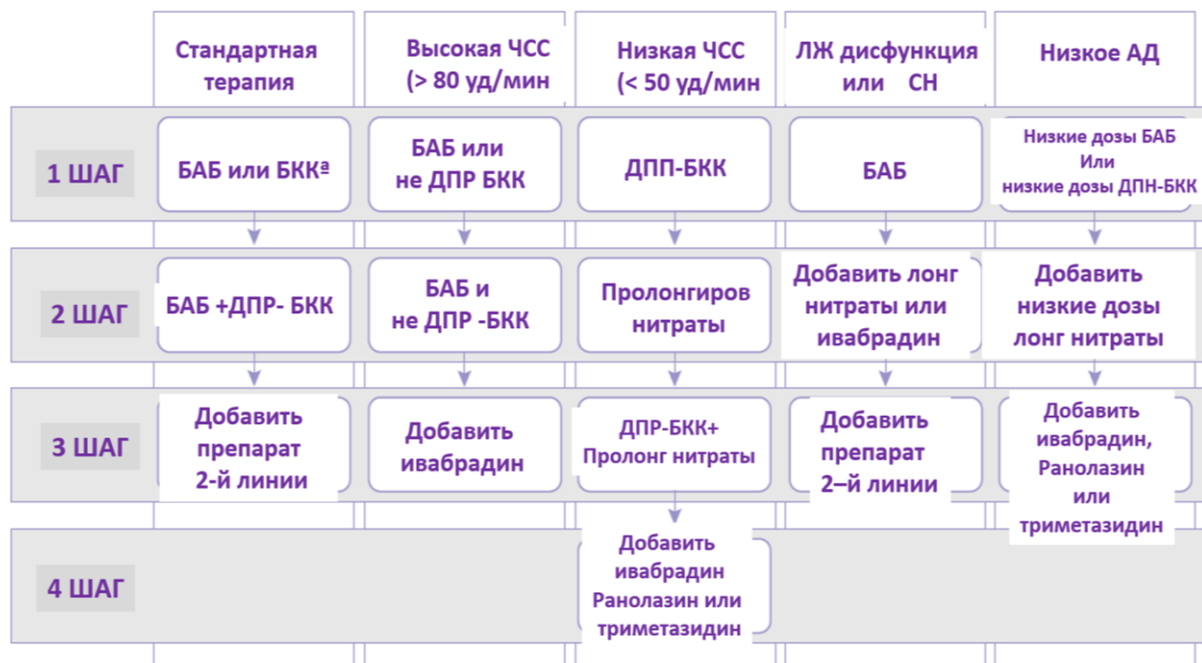 Стандартная
терапия
Высокая ЧСС
(> 80 уд/мин
Низкая ЧСС
(< 50 уд/мин
ЛЖ дисфункция
или СН
Низкое АД
1 ШАГ
БАБ или БККª
БАБ или
не ДПР БКК
ДПП-БКК
БАБ
Низкие дозы БАБ
Или
низкие дозы ДПН-БКК
2 ШАГ
БАБ +ДПР- БКК
БАБ и
не ДПР -БКК
Пролонгиров
нитраты
Добавить лонг
нитраты или
ивабрадин
Добавить
низкие дозы
лонг нитраты
3 ШАГ
Добавить
препарат
2-й линии
Добавить
ивабрадин
ДПР-БКК+
Пролонг нитраты
Добавить
препарат
2–й линии
Добавить
ивабрадин,
Ранолазин
или
триметазидин
4 ШАГ
Добавить
ивабрадин
Ранолазин или
триметазидин